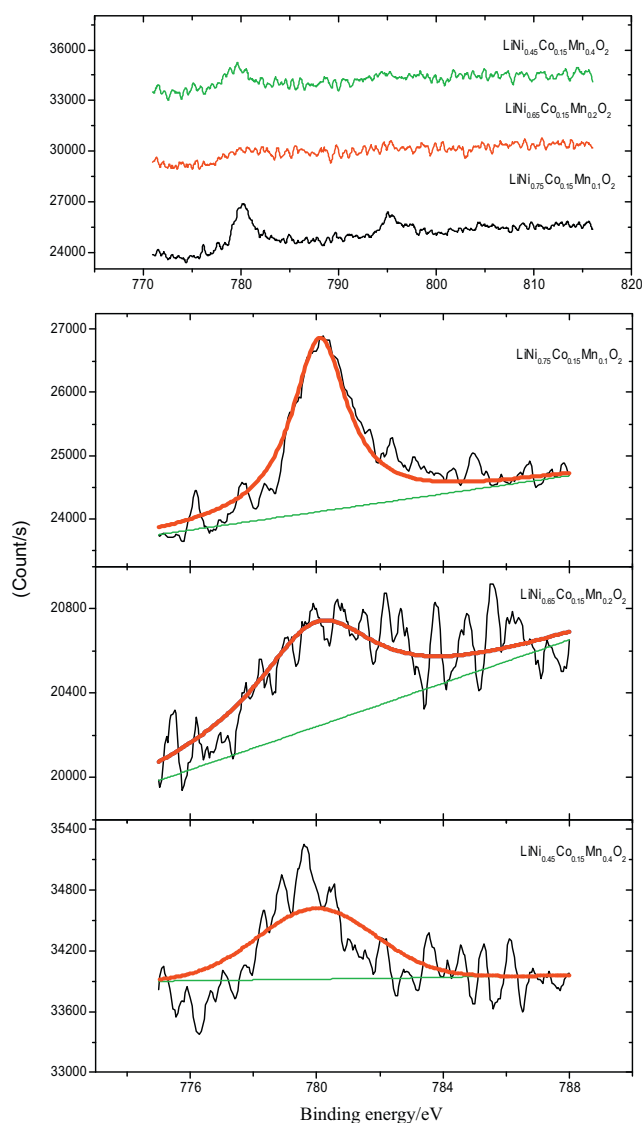 36000
LiNi0.45Co0.15Mn0.4O2
33000
LiNi0.65Co0.15Mn0.2O2
30000
LiNi0.75Co0.15Mn0.1O2
27000
24000
770 780 790 800 810 820
27000
LiNi0.75Co0.15Mn0.1O2
26000
25000
24000
(Count/s)
LiNi0.65Co0.15Mn0.2O2
20800
20400
20000
35400
LiNi0.45Co0.15Mn0.4O2
34800
34200
33600
33000
776 780 784 788
Binding energy/eV